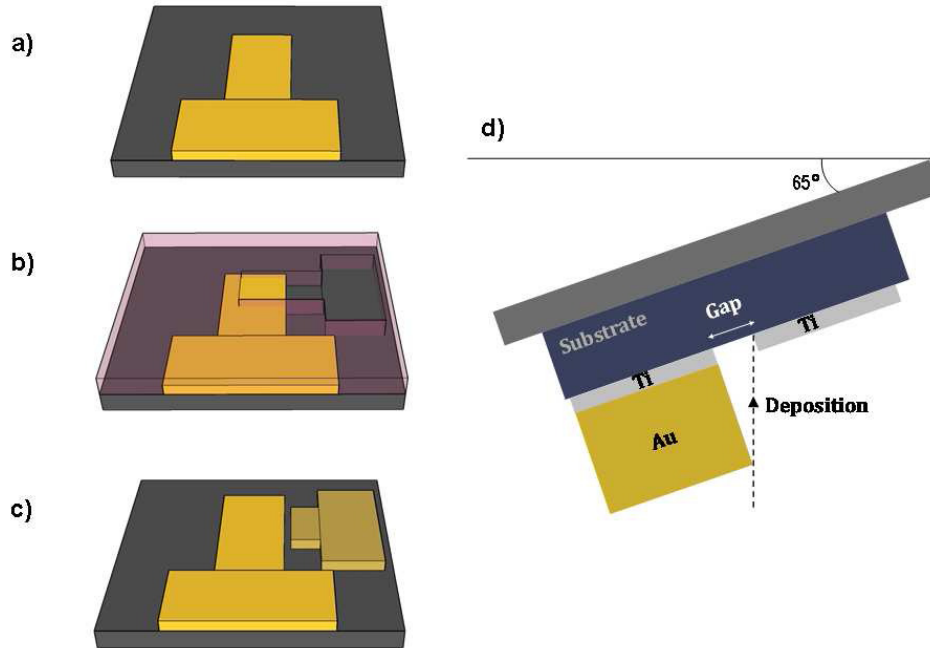 a)
b)
c)
d)
65°
Gap
Substrate
Ti
Ti
Deposition
Au